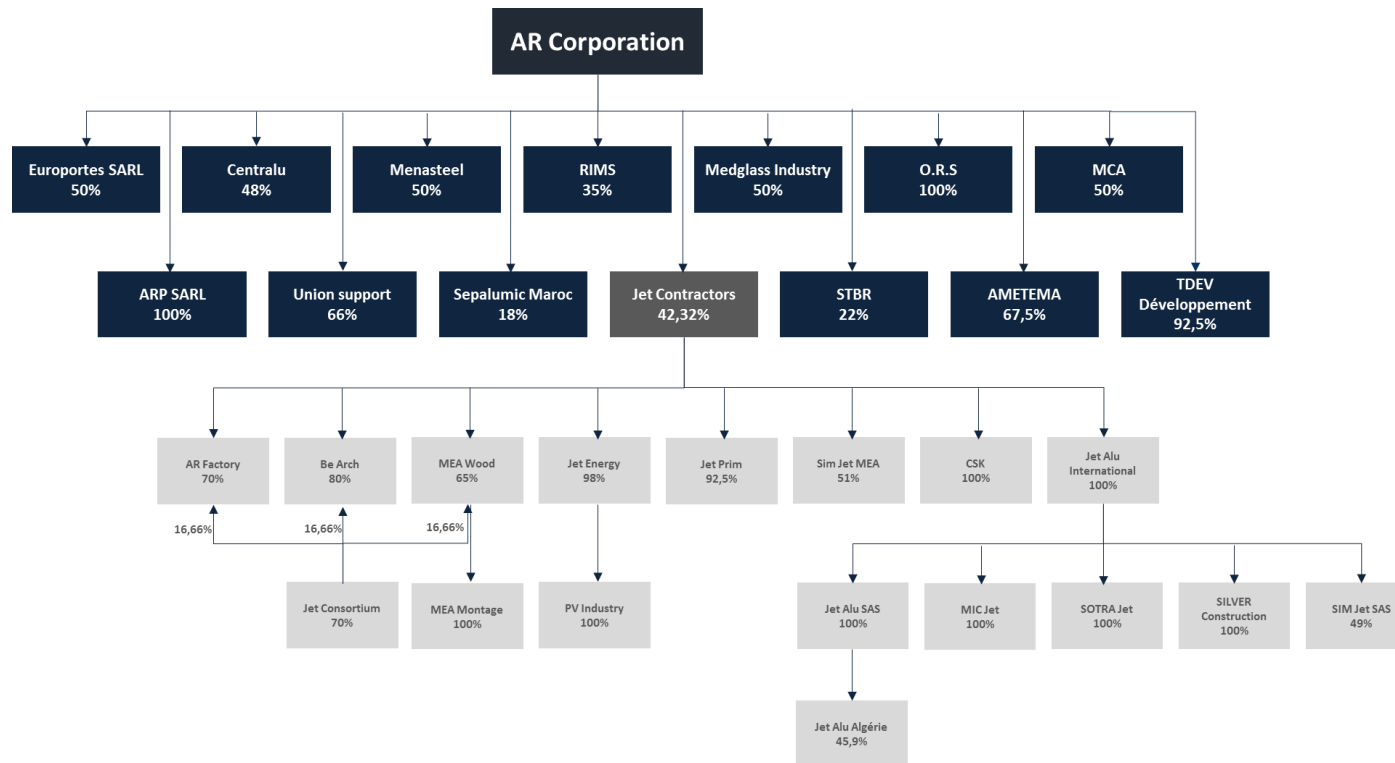 AR Corporation
Europortes SARL
50%
Centralu
48%
Menasteel
50%
RIMS
35%
Medglass Industry
50%
O.R.S
100%
MCA
50%
ARP SARL
100%
Union support
66%
Sepalumic Maroc
18%
Jet Contractors
42,32%
STBR
22%
AMETEMA
67,5%
TDEV
Développement
92,5%
AR Factory
70%
Be Arch
80%
MEA Wood
65%
Jet Energy
98%
Jet Prim
92,5%
Sim Jet MEA
51%
CSK
100%
Jet Alu
International
100%
16,66%
16,66%
16,66%
Jet Consortium
70%
MEA Montage
100%
PV Industry
100%
Jet Alu SAS
100%
MIC Jet
100%
SOTRA Jet
100%
SILVER
Construction
100%
SIM Jet SAS
49%
Jet Alu Algérie
45,9%